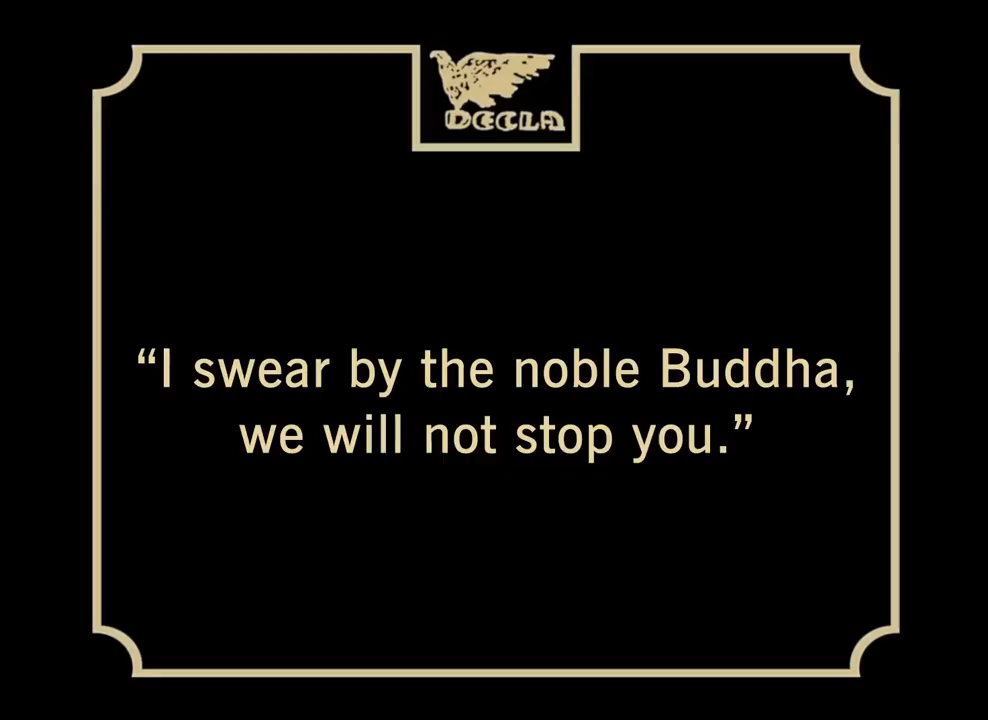 DECLA
“I swear by the noble Buddha,
we will not stop you.”